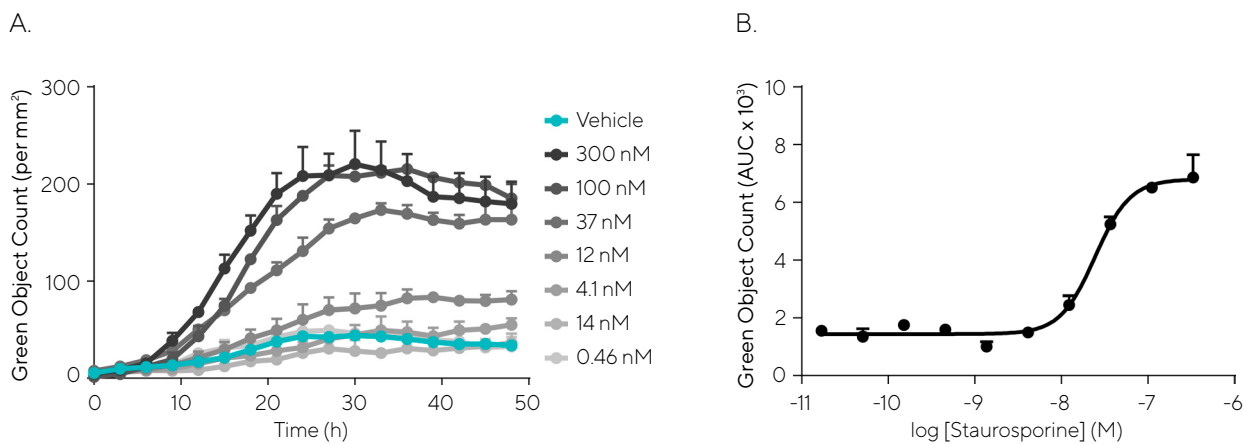 A.
Green Object Count (per mm²)
300
200
100
0
0
10
20
30
40
50
Time (h)
Vehicle
300 nM
100 nM
37 nM
12 nM
4.1 nM
14 nM
0.46 nM
B.
Green Object Count (AUC x 10³)
10
8
6
4
2
0
-11
-10
-9
-8
-7
-6
log [Staurosporine] (M)